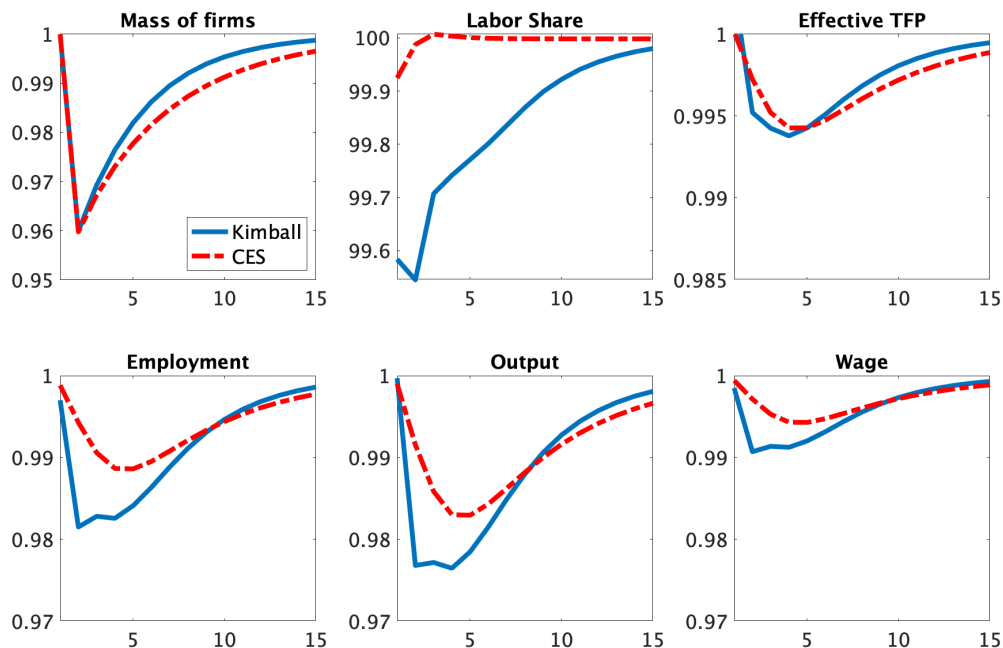 Mass of firms
1
0.99
0.98
0.97
0.96
0.95
5 10 15
Kimball
CES
Labor Share
100
99.9
99.8
99.7
99.6
5 10 15
Effective TFP
1
0.995
0.99
0.985
5 10 15
Employment
1
0.99
0.98
0.97
5 10 15
Output
1
0.99
0.98
0.97
5 10 15
Wage
1
0.99
0.98
0.97
5 10 15